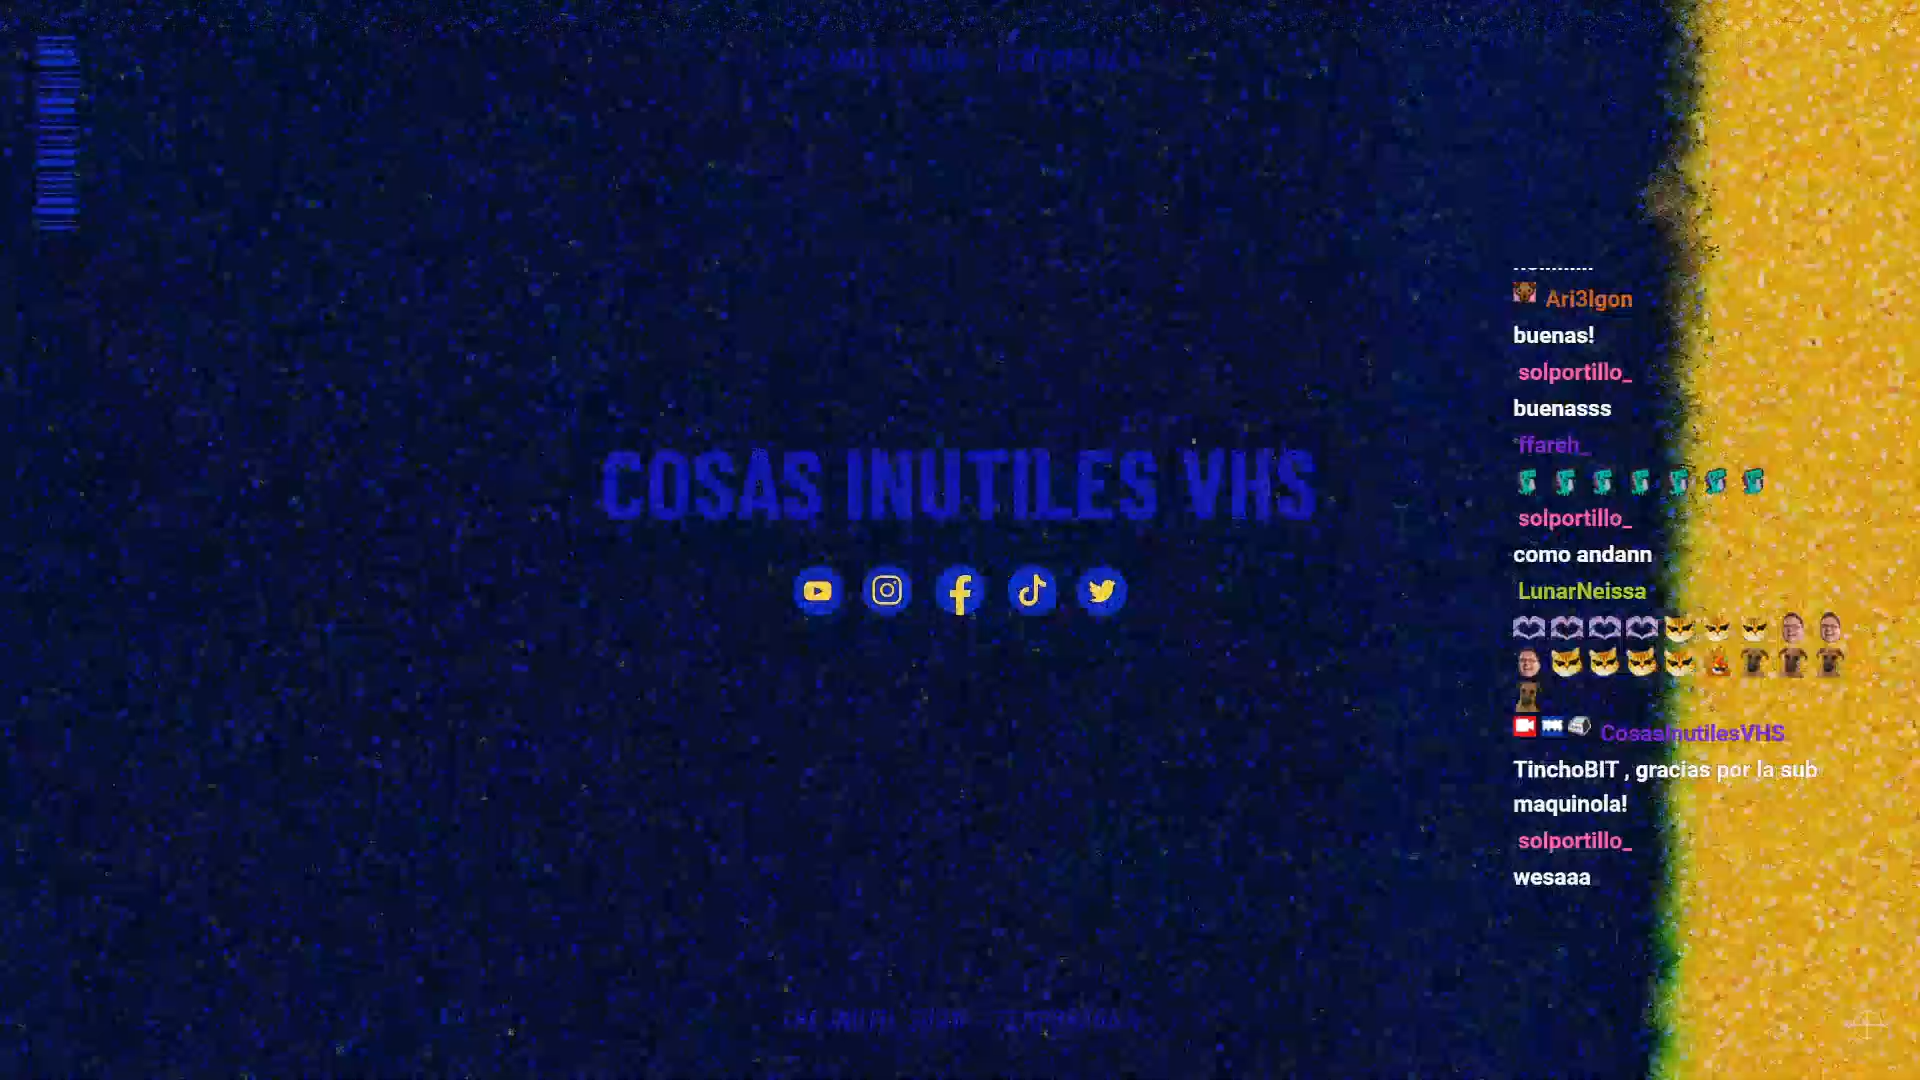 COSAS INUTILES VHS
Ari3lgon
buenas!
solportillo_
buenasss
ffareh_
solportillo_
como andann
LunarNeissa
CosasInutilesVHS
TinchoBIT , gracias por la sub
maquinola!
solportillo_
wesaaa